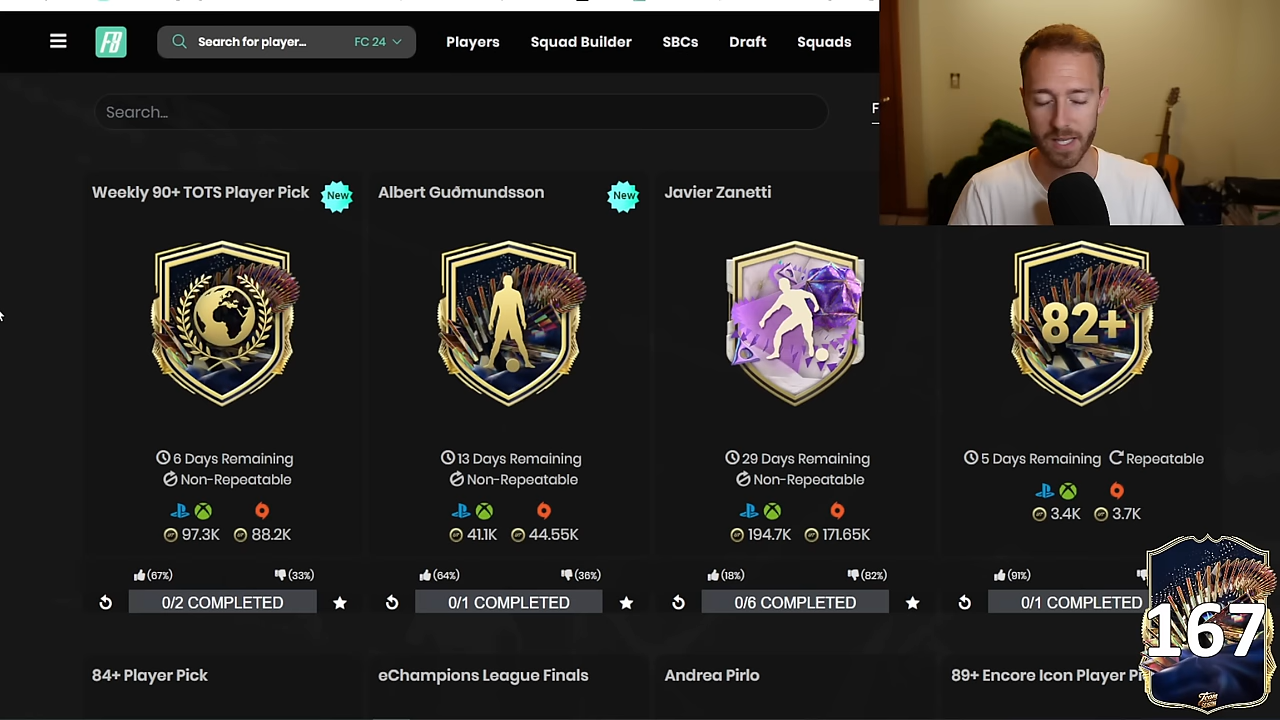 FB
Search for player...
FC 24
Players
Squad Builder
SBCs
Draft
Squads
Search...
F
Weekly 90+ TOTS Player Pick
New
Albert Guðmundsson
New
Javier Zanetti
82+
6 Days Remaining
Non-Repeatable
97.3K
88.2K
(67%)
(33%)
0/2 COMPLETED
13 Days Remaining
Non-Repeatable
41.1K
44.55K
(64%)
(36%)
0/1 COMPLETED
29 Days Remaining
Non-Repeatable
194.7K
171.65K
(18%)
(82%)
0/6 COMPLETED
5 Days Remaining
Repeatable
3.4K
3.7K
(91%)
0/1 COMPLETED
167
84+ Player Pick
eChampions League Finals
Andrea Pirlo
89+ Encore Icon Player Pi